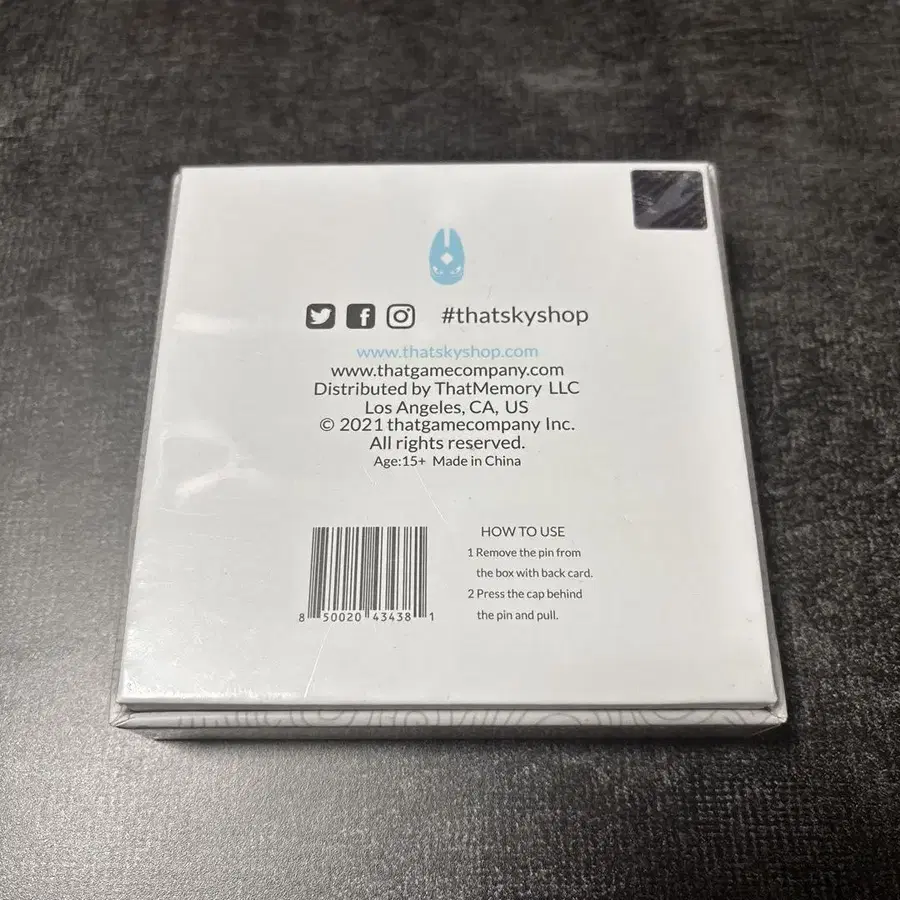 #thatskyshop
www.thatskyshop.com
www.thatgamecompany.com
Distributed by ThatMemory LLC
Los Angeles, CA, US
© 2021 thatgamecompany Inc.
All rights reserved.
Age:15+ Made in China
HOW TO USE
1 Remove the pin from
the box with back card.
2 Press the cap behind
the pin and pull.
8 50020 43438 1